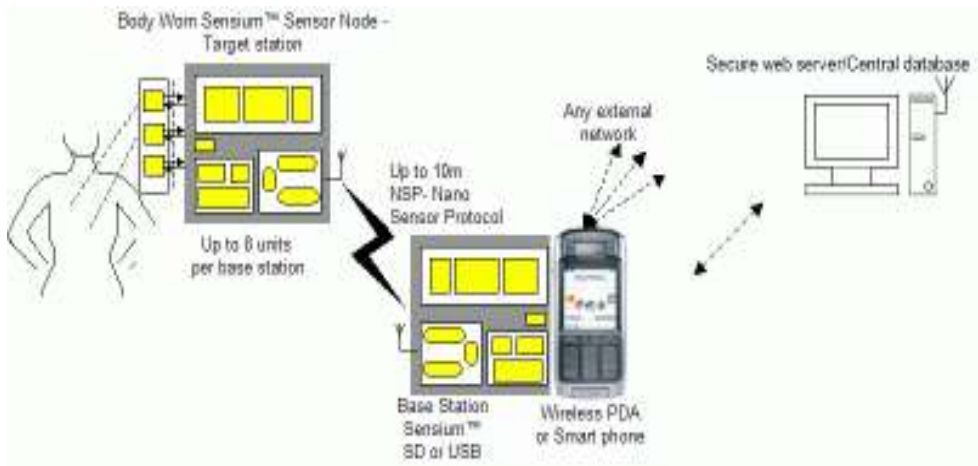 Body Worn Sensium™ Sensor Node -
Target station
Secure web server/Central database
Any external
network
Up to 10m
NSP- Nano
Sensor Protocol
Up to 8 units
per base station
Base Station
Sensium™
SD or USB
Wireless PDA
or Smart phone